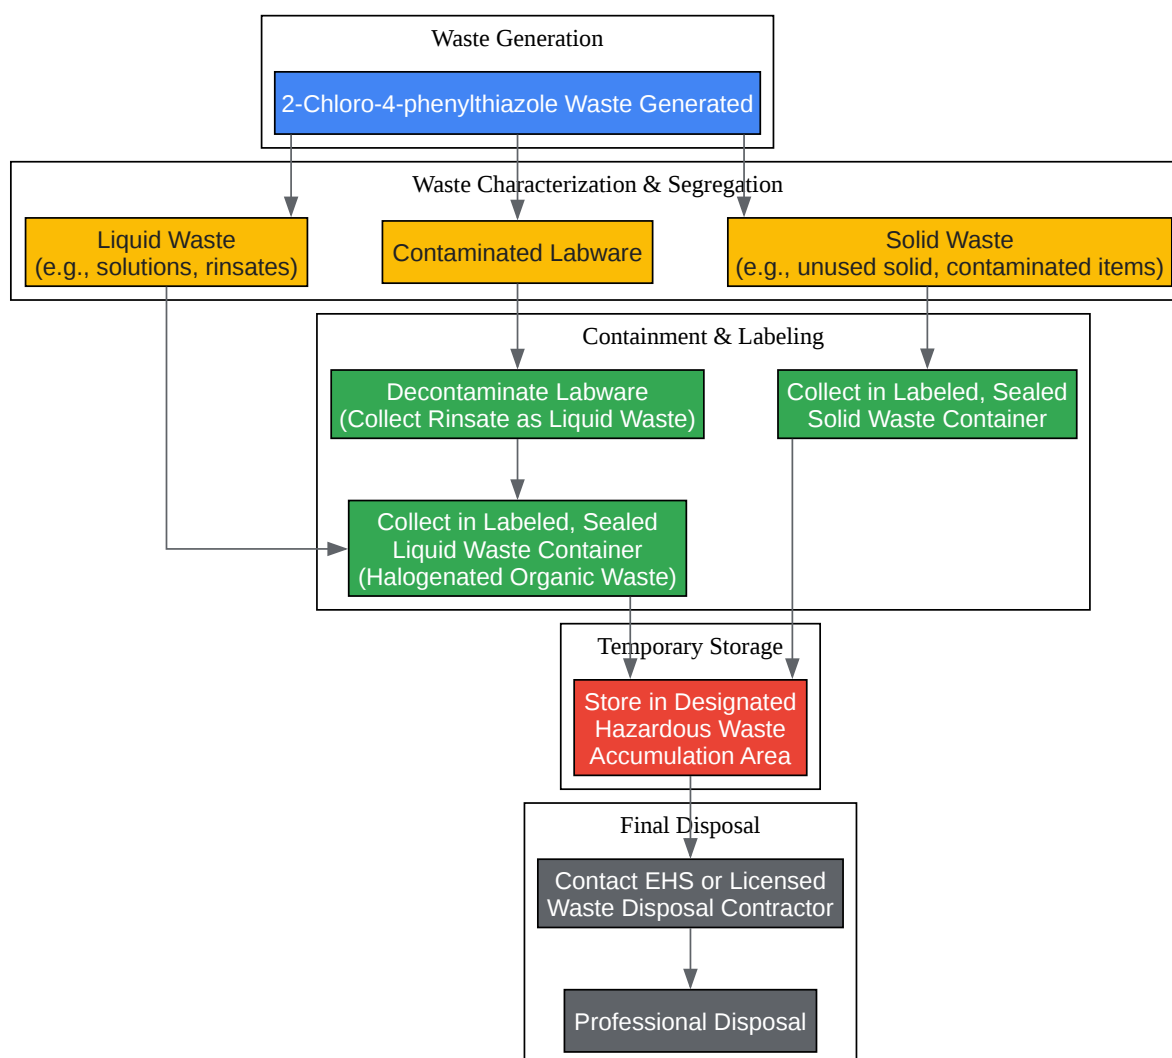 Waste Generation
2-Chloro-4-phenylthiazole Waste Generated
Waste Characterization & Segregation
Liquid Waste
(e.g., solutions, rinsates)
Contaminated Labware
Solid Waste
(e.g., unused solid, contaminated items)
Containment & Labeling
Decontaminate Labware
(Collect Rinsate as Liquid Waste)
Collect in Labeled, Sealed
Solid Waste Container
Collect in Labeled, Sealed
Liquid Waste Container
(Halogenated Organic Waste)
Temporary Storage
Store in Designated
Hazardous Waste
Accumulation Area
Final Disposal
Contact EHS or Licensed
Waste Disposal Contractor
Professional Disposal